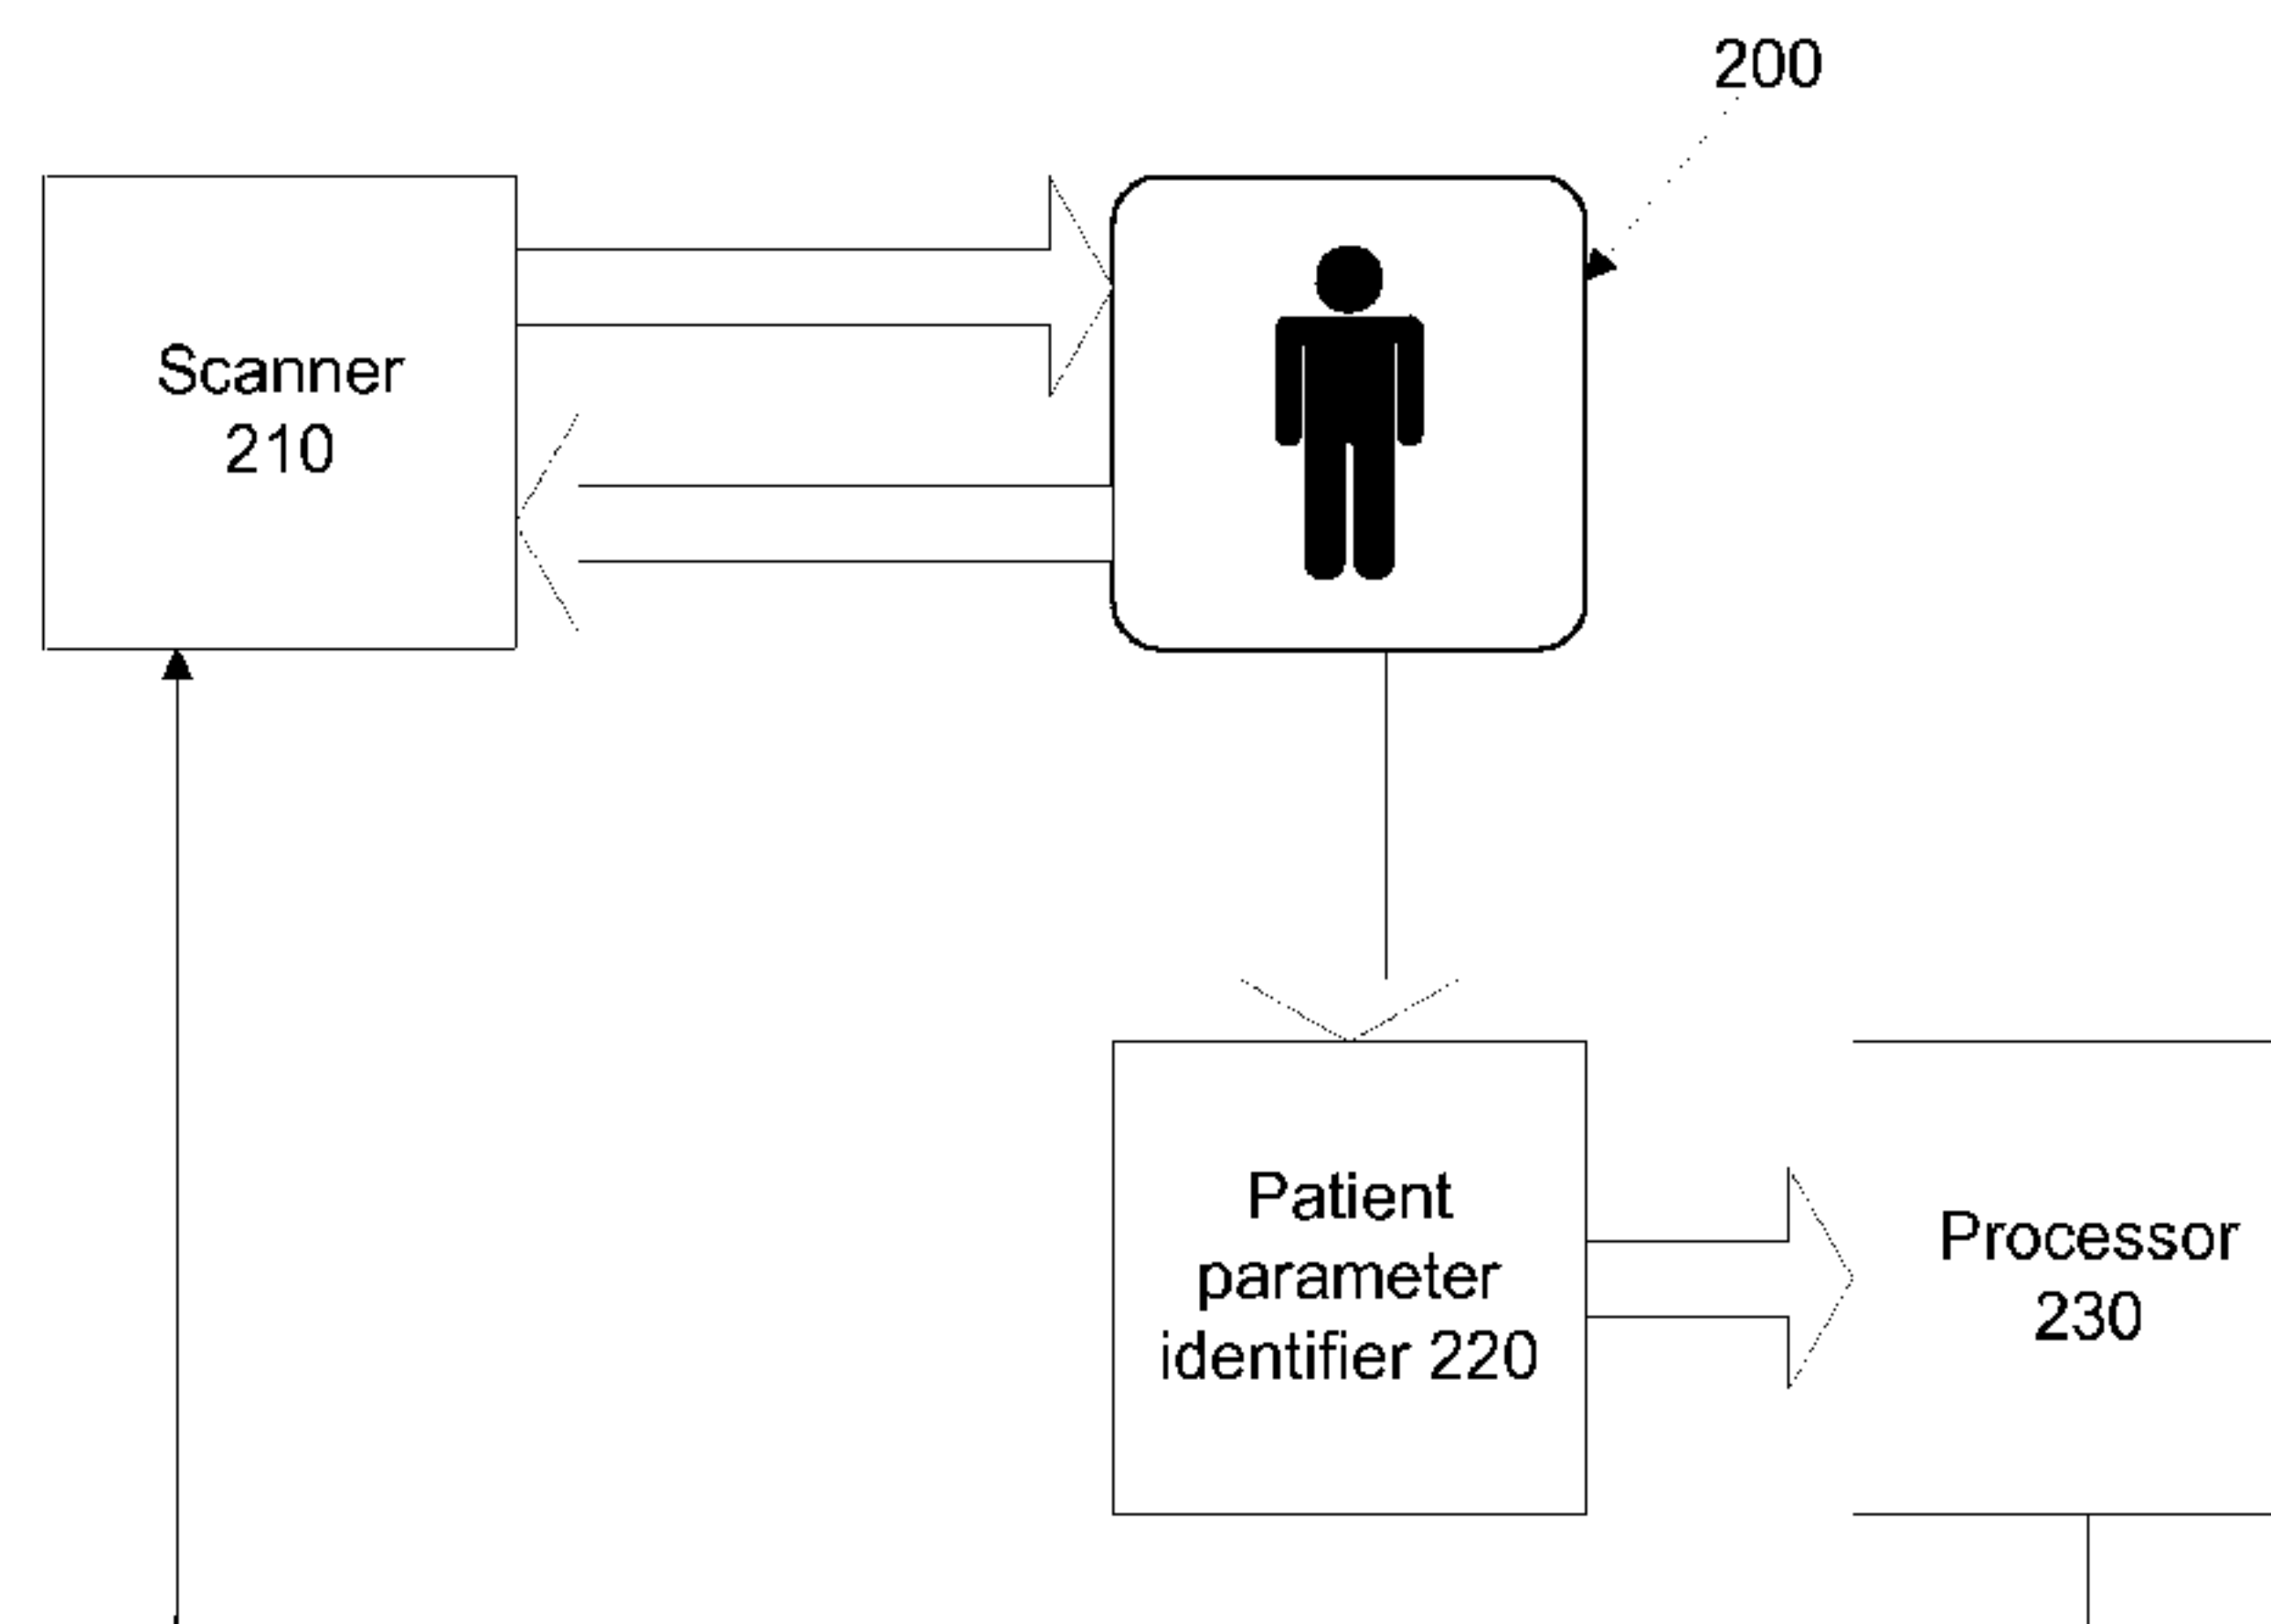 200
Scanner
210
Patient
parameter
identifier 220
Processor
230